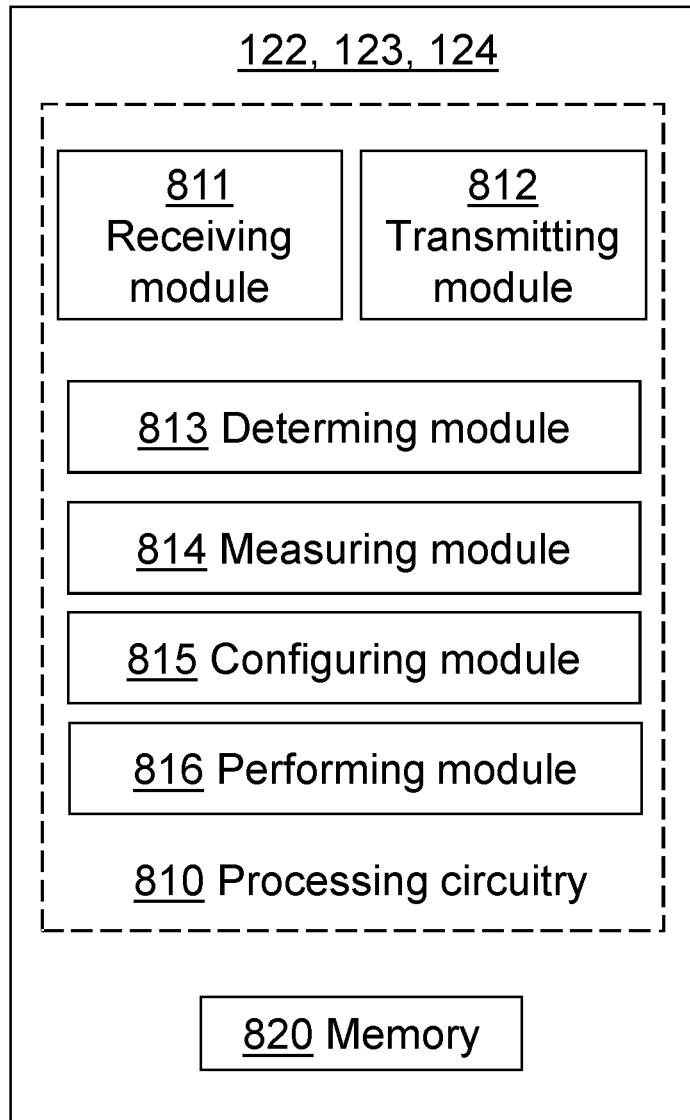 122, 123, 124
811
Receiving
module
812
Transmitting
module
813 Determing module
814 Measuring module
815 Configuring module
816 Performing module
810 Processing circuitry
820 Memory